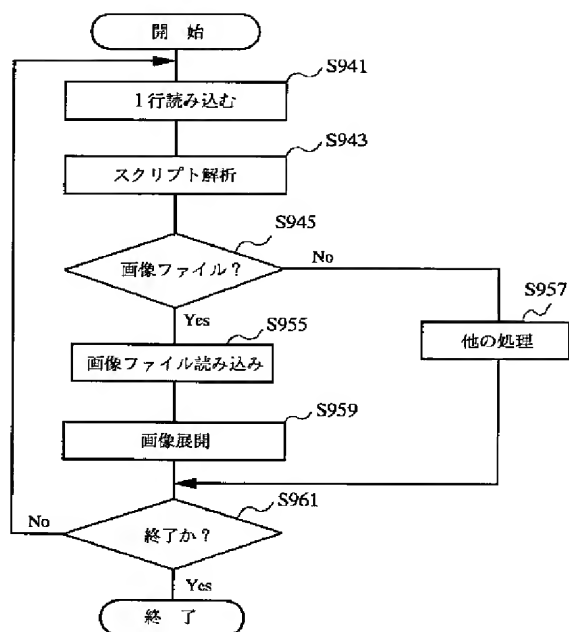 開 始
S941
1行読み込む
S943
スクリプト解析
S945
画像ファイル?
No
Yes
S955
画像ファイル読み込み
S957
他の処理
S959
画像展開
S961
終了か?
No
Yes
終 了